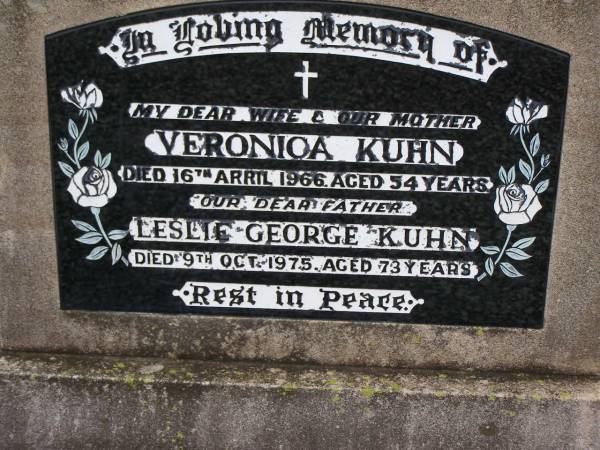 In Loving Memory of
MY DEAR WIFE & OUR MOTHER
VERONICA KUHN
DIED 16TH APRIL 1966. AGED 54 YEARS
OUR DEAR FATHER
LESLIE GEORGE KUHN
DIED 9TH OCT. 1975. AGED 73 YEARS
Rest in Peace.